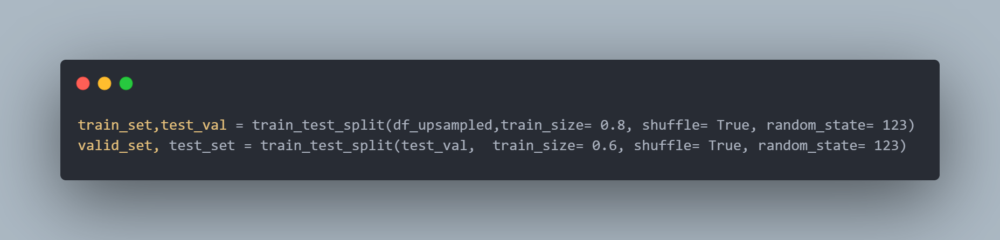 train_set,test_val = train_test_split(df_upsampled,train_size= 0.8, shuffle= True, random_state= 123)
valid_set, test_set = train_test_split(test_val,  train_size= 0.6, shuffle= True, random_state= 123)